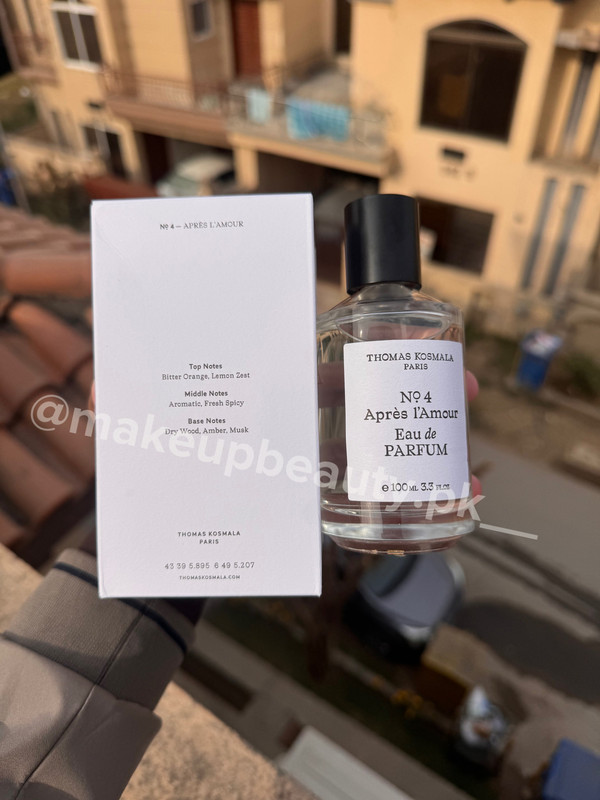 Nº 4 — APRÈS L'AMOUR
Top Notes
Bitter Orange, Lemon Zest
Middle Notes
Aromatic, Fresh Spicy
Base Notes
Dry Wood, Amber, Musk
THOMAS KOSMALA
PARIS
43 39 5.895 6 49 5.207
THOMASKOSMALA.COM
THOMAS KOSMALA
PARIS
Nº 4
Après l'Amour
Eau de
PARFUM
e 100 ML 3.3 FL.OZ
@makeupbeauty.pk__